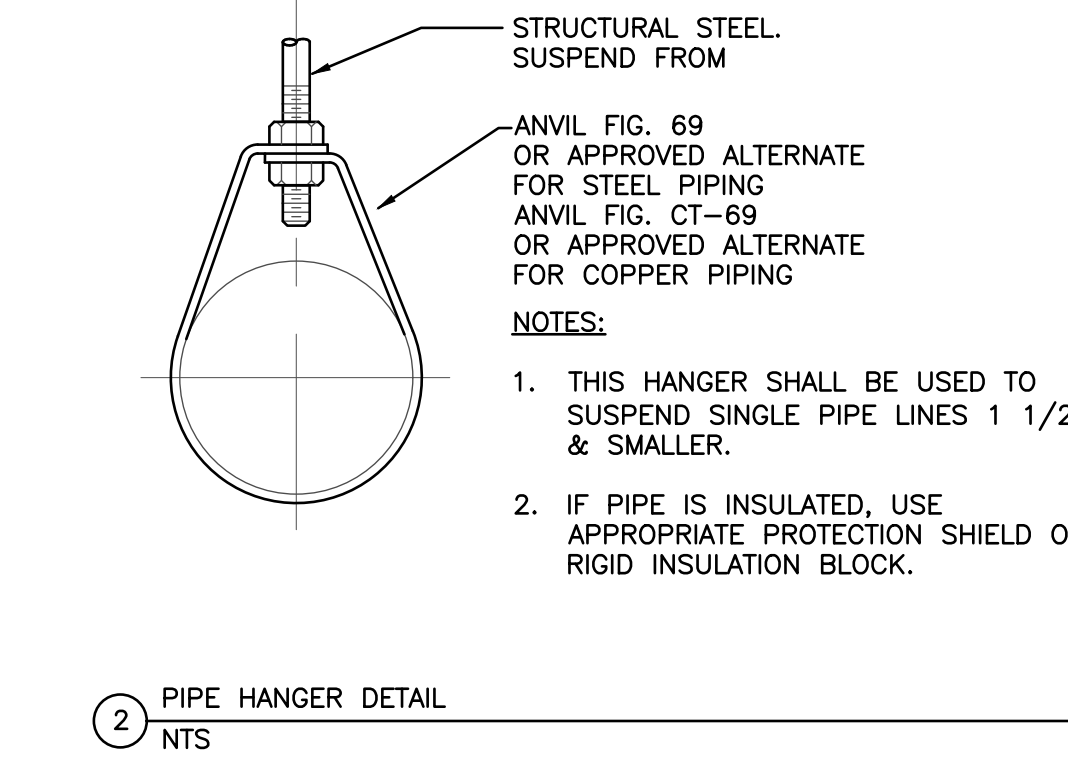 STRUCTURAL STEEL.
SUSPEND FROM
ANVIL FIG. 69
OR APPROVED ALTERNATE
FOR STEEL PIPING
ANVIL FIG. CT-69
OR APPROVED ALTERNATE
FOR COPPER PIPING
NOTES:
1. THIS HANGER SHALL BE USED TO
SUSPEND SINGLE PIPE LINES 1 1/2
& SMALLER.
2. IF PIPE IS INSULATED, USE
APPROPRIATE PROTECTION SHIELD
RIGID INSULATION BLOCK.
2
PIPE HANGER DETAIL
NTS